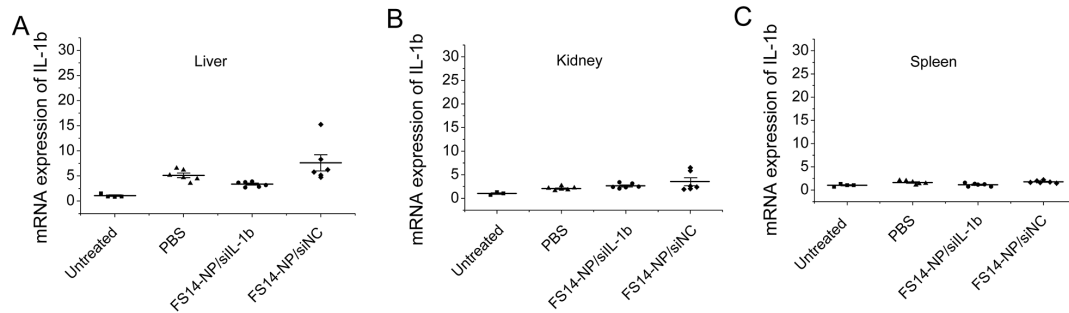 A
mRNA expression of IL-1b
30
25
20
15
10
5
0
Liver
Untreated
PBS
FS14-NP/siIL-1b
FS14-NP/siNC
B
mRNA expression of IL-1b
30
25
20
15
10
5
0
Kidney
Untreated
PBS
FS14-NP/siIL-1b
FS14-NP/siNC
C
mRNA expression of IL-1b
30
25
20
15
10
5
0
Spleen
Untreated
PBS
FS14-NP/siIL-1b
FS14-NP/siNC